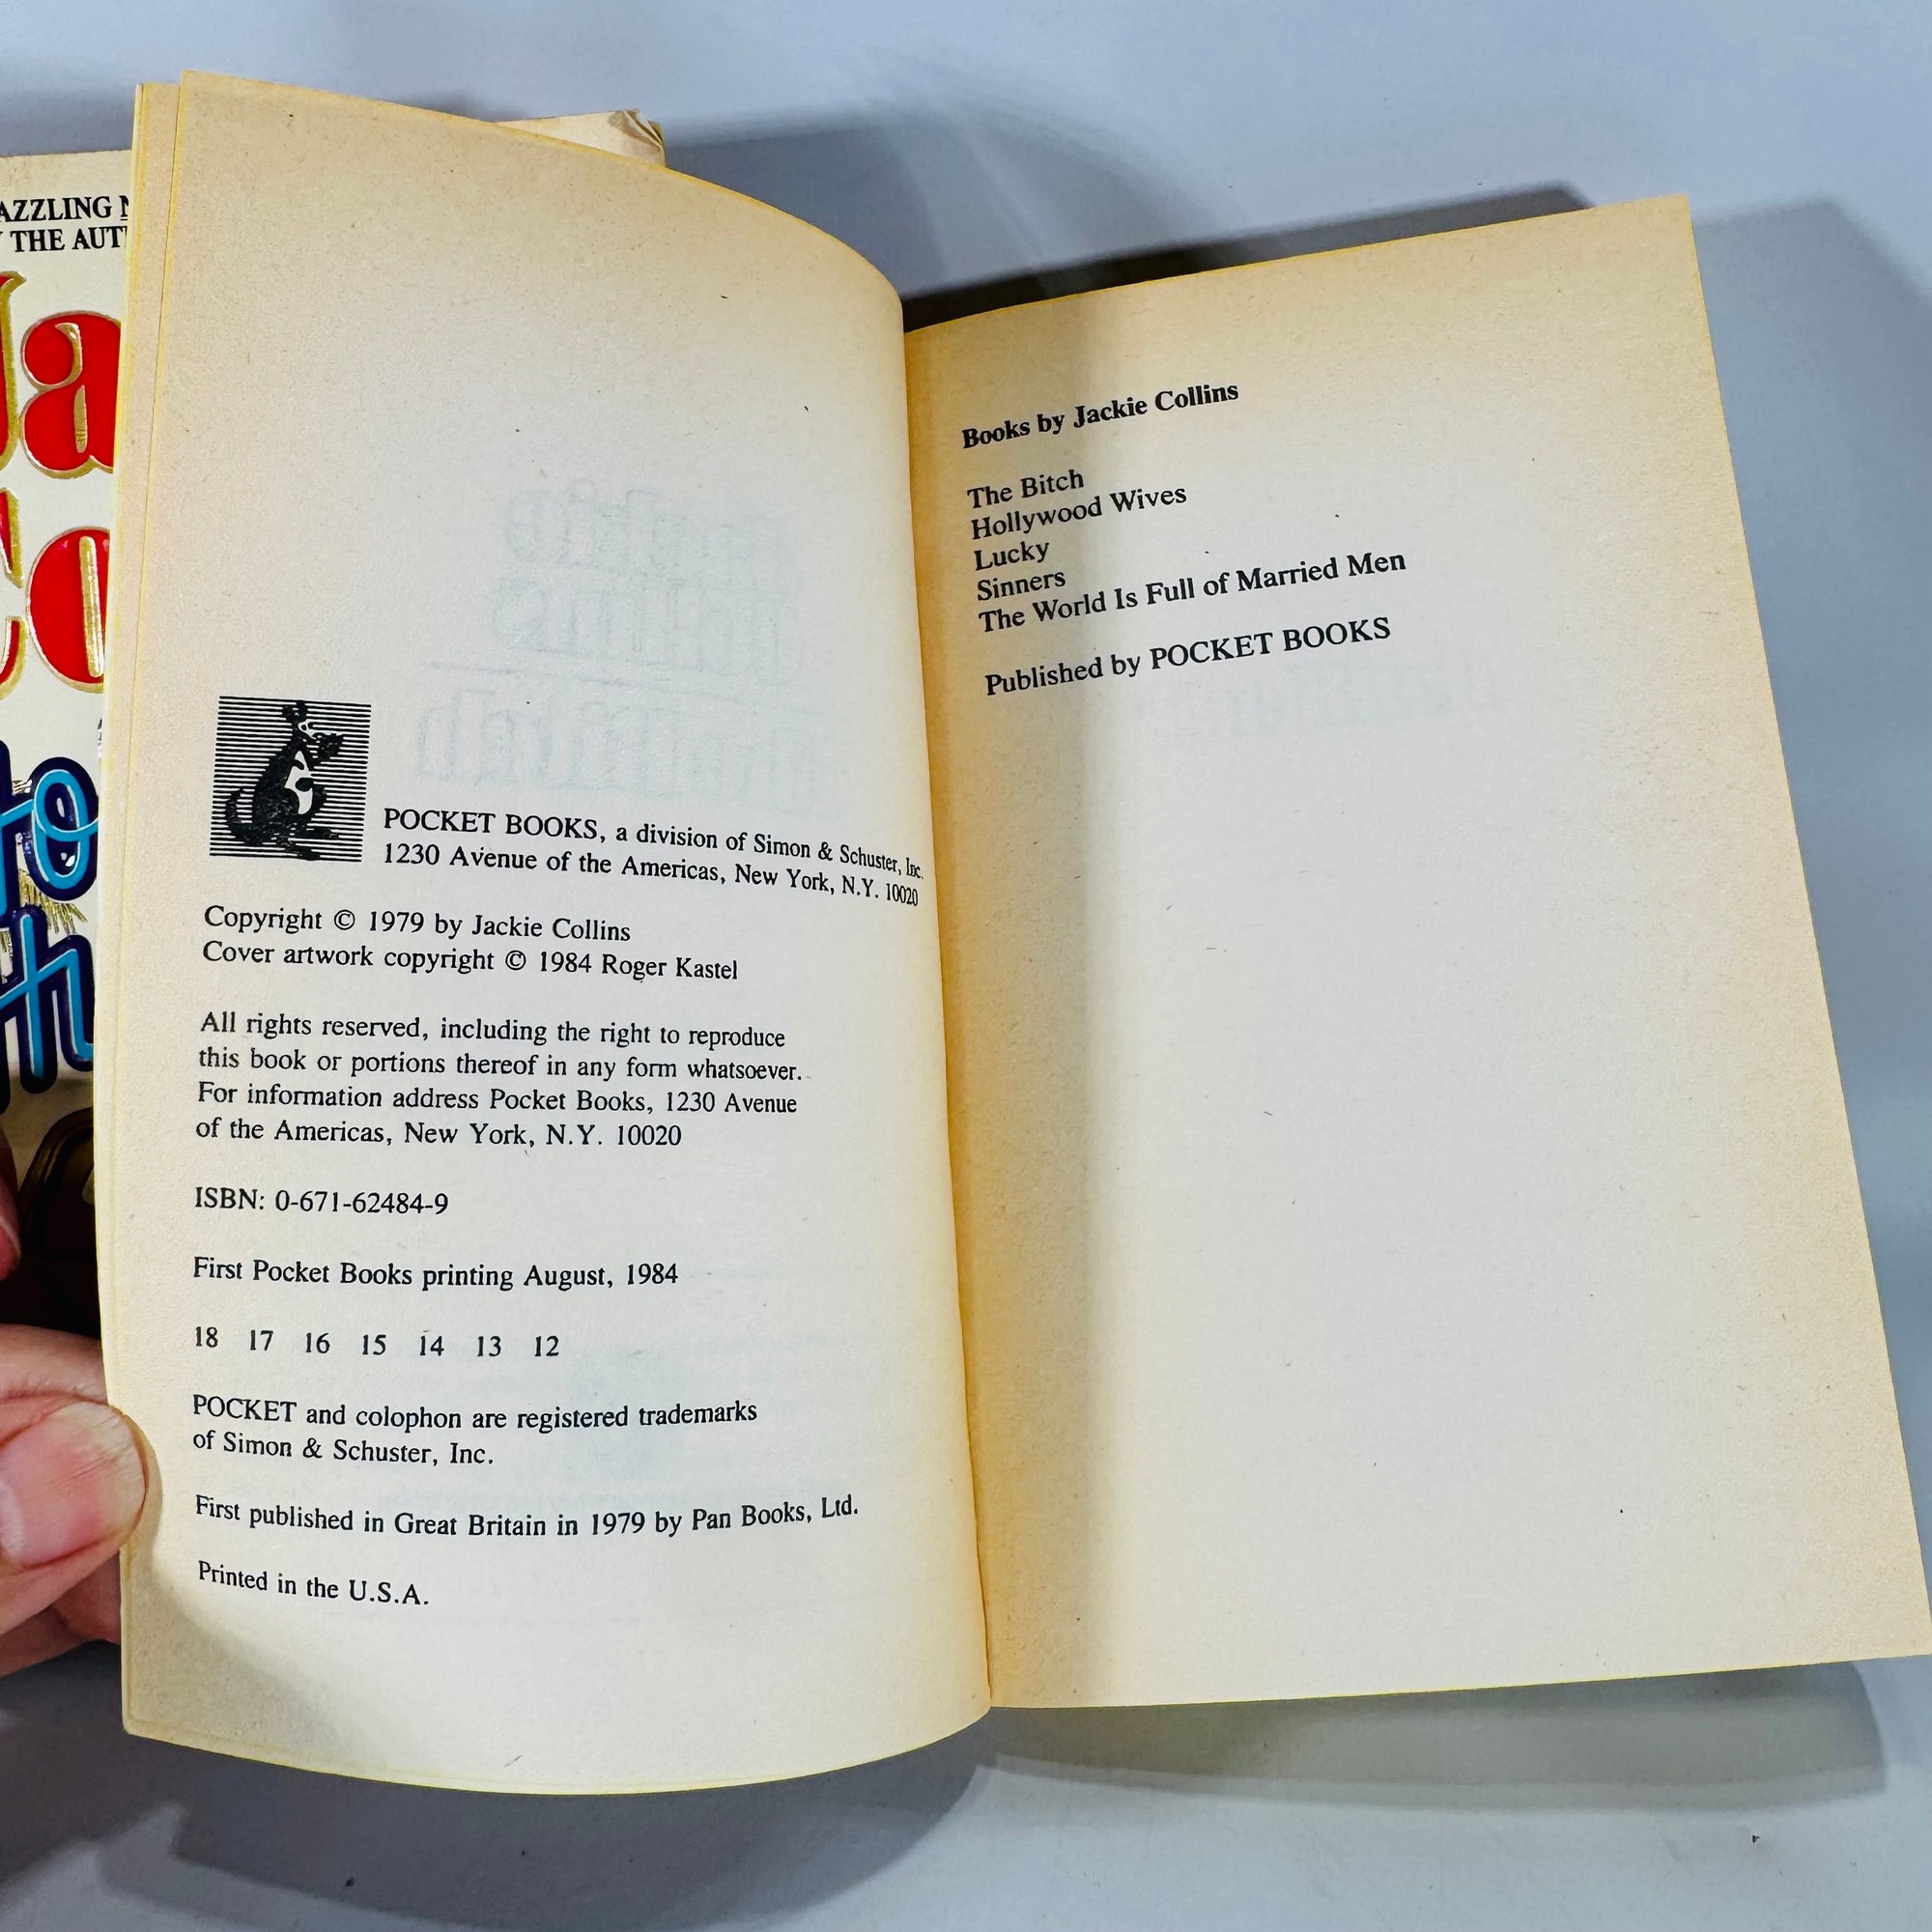 THE AUT
POCKET BOOKS, a division of Simon & Schuster, Inc.
1230 Avenue of the Americas, New York, N.Y. 10020
Copyright © 1979 by Jackie Collins
Cover artwork copyright © 1984 Roger Kastel
All rights reserved, including the right to reproduce
this book or portions thereof in any form whatsoever.
For information address Pocket Books, 1230 Avenue
of the Americas, New York, N.Y. 10020
ISBN: 0-671-62484-9
First Pocket Books printing August, 1984
18 17 16 15 14 13 12
POCKET and colophon are registered trademarks
of Simon & Schuster, Inc.
First published in Great Britain in 1979 by Pan Books, Ltd.
Printed in the U.S.A.
Books by Jackie Collins
The Bitch
Hollywood Wives
Lucky
Sinners
The World Is Full of Married Men
Published by POCKET BOOKS